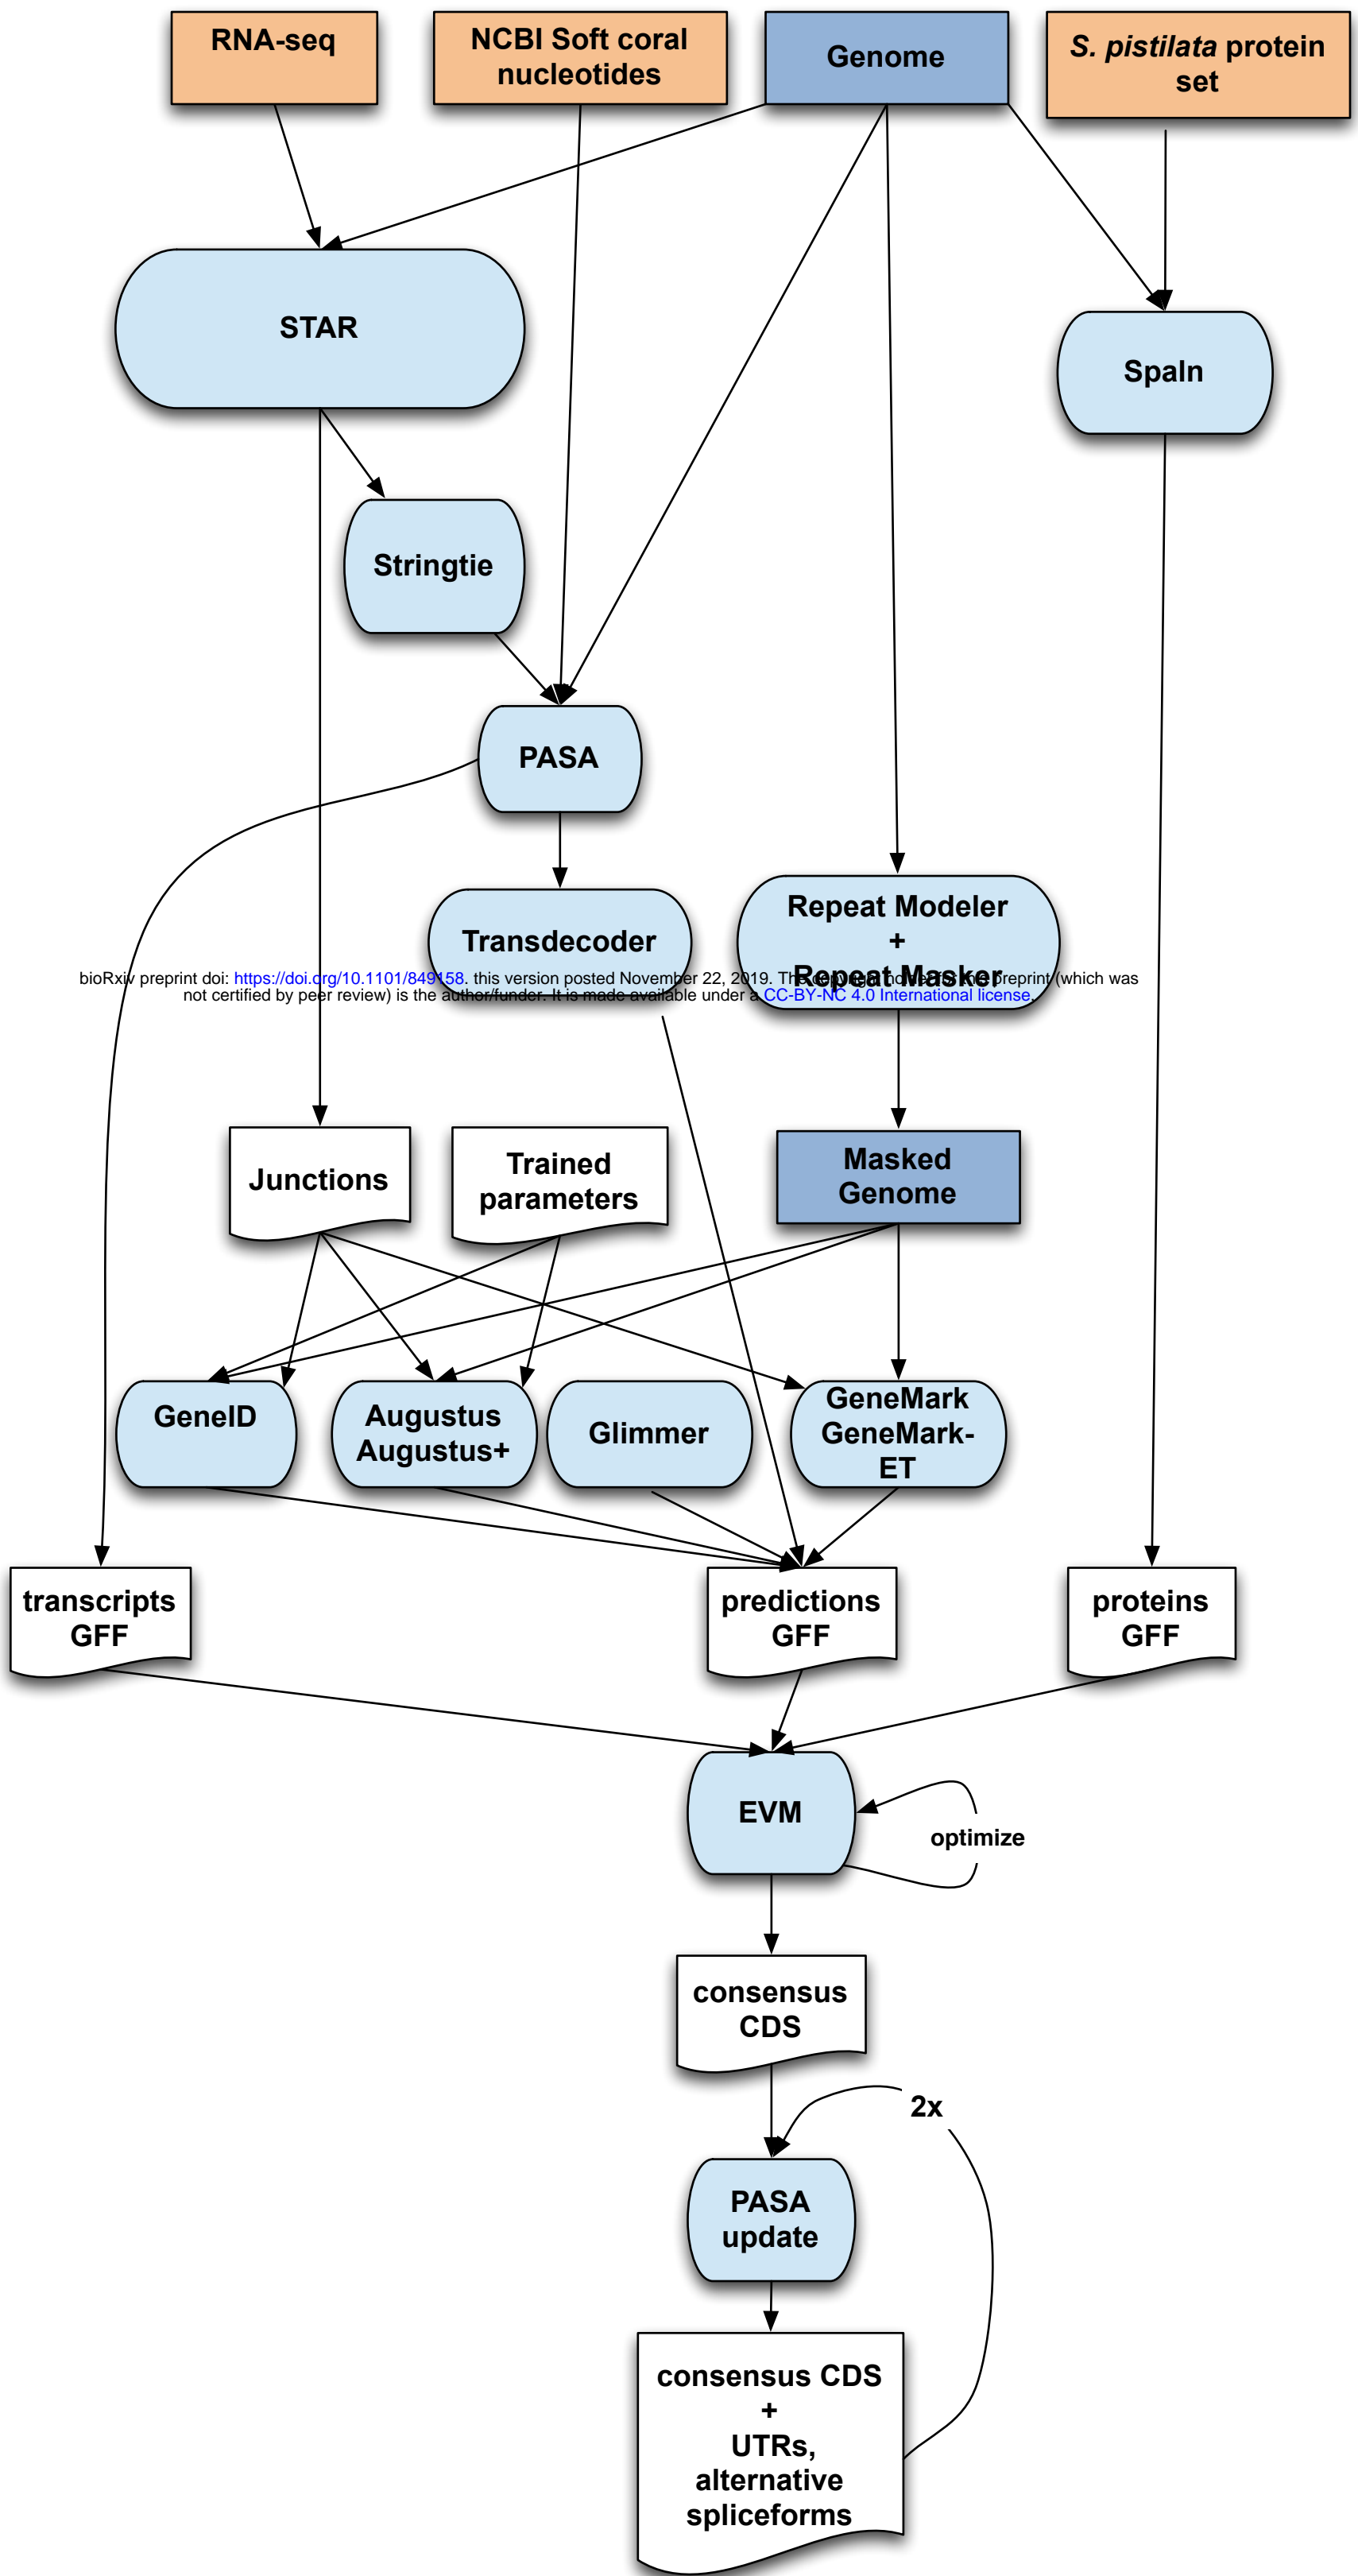 RNA-seq
NCBI Soft coral
nucleotides
Genome
S. pistilata protein
set
STAR
Spaln
Stringtie
PASA
Repeat Modeler
+
Repeat Masker
Transdecoder
bioRxiv preprint doi: https://doi.org/10.1101/849158. this version posted November 22, 2019. The copyright holder for this preprint (which was
not certified by peer review) is the author/funder. It is made available under a CC-BY-NC 4.0 International license.
Junctions
Trained
parameters
Masked
Genome
GeneID
Augustus
Augustus+
Glimmer
GeneMark
GeneMark-
ET
transcripts
GFF
predictions
GFF
proteins
GFF
EVM
optimize
consensus
CDS
2x
PASA
update
consensus CDS
+
UTRs,
alternative
spliceforms